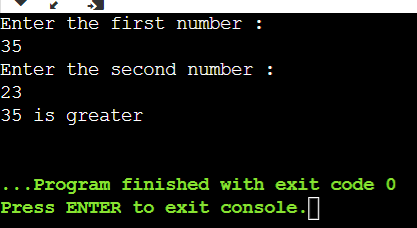 Enter the first number :
35
Enter the second number :
23
35 is greater
...Program finished with exit code 0
Press ENTER to exit console.